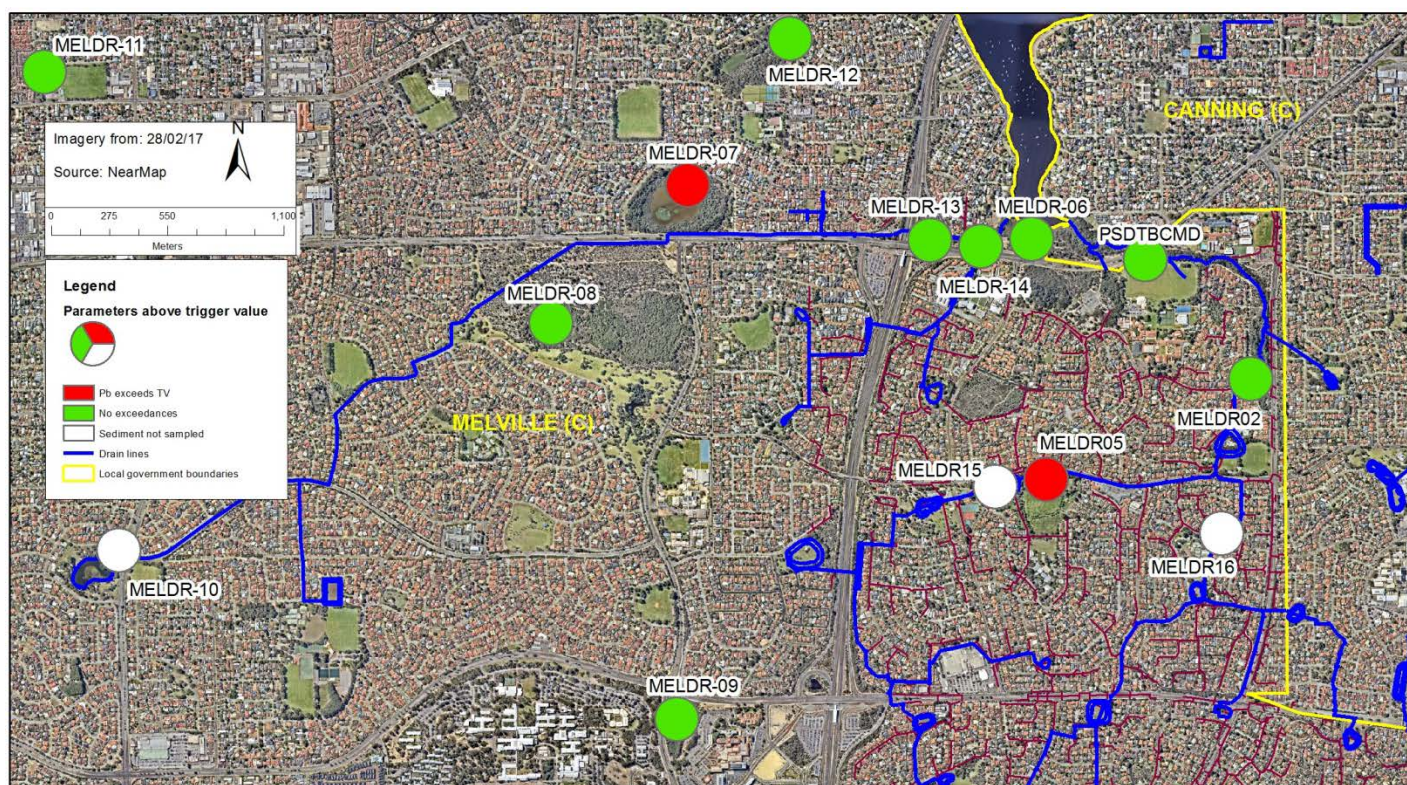 MELDR-11
MELDR-12
CANNING (C)
Imagery from: 28/02/17
N
Source: NearMap
0 275 550 1,100
Meters
MELDR-07
MELDR-13
MELDR-06
PSDTBCMD
MELDR-14
MELDR-08
Legend
Parameters above trigger value
Pb exceeds TV
No exceedances
Sediment not sampled
Drain lines
Local government boundaries
MELVILLE (C)
MELDR02
MELDR05
MELDR15
MELDR16
MELDR-10
MELDR-09